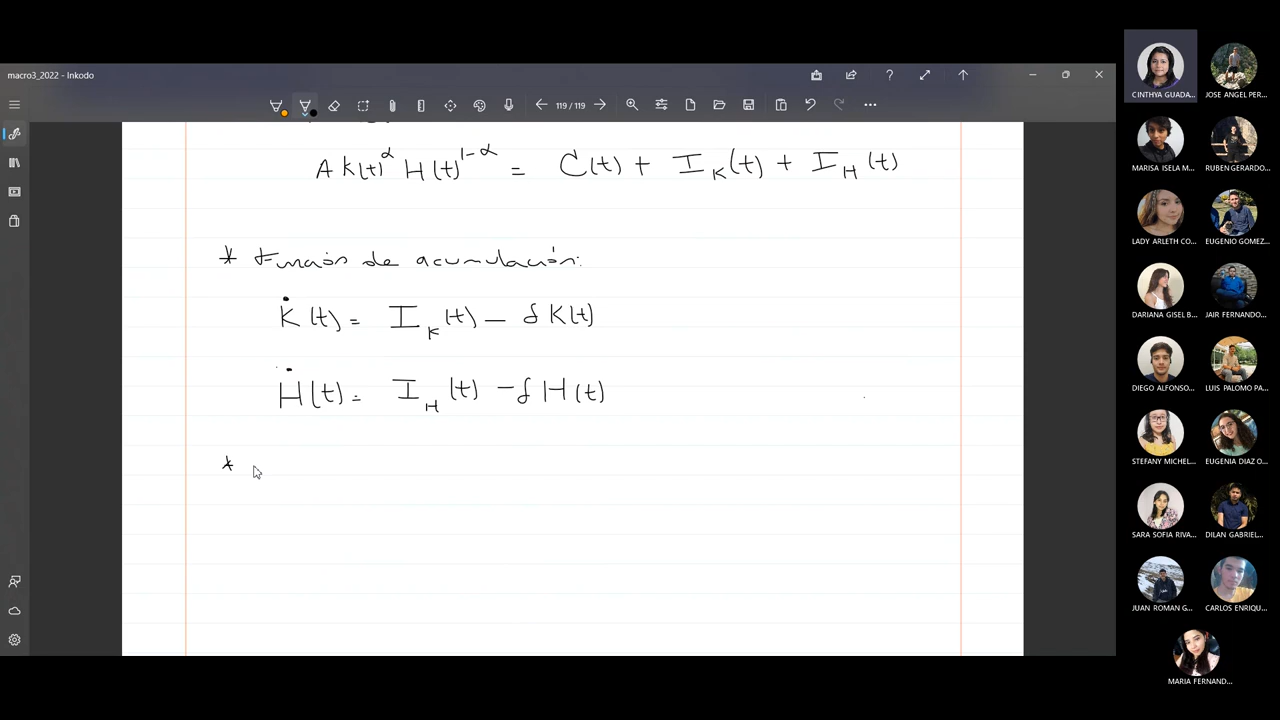 macro3_2022 - Inkodo
119 / 119
A K(t)^α H(t)^1-α = C(t) + I_K(t) + I_H(t)
* Función de acumulación:
K̇(t) = I_K(t) - δK(t)
Ḣ(t) = I_H(t) - δH(t)
*
CINTHYA GUADA...
JOSE ANGEL PER...
MARISA ISELA M...
RUBEN GERARDO...
LADY ARLETH CO...
EUGENIO GOMEZ...
DARIANA GISEL B...
JAIR FERNANDO...
DIEGO ALFONSO...
LUIS PALOMO PA...
STEFANY MICHEL...
EUGENIA DIAZ O...
SARA SOFIA RIVA...
DILAN GABRIEL...
JUAN ROMAN G...
CARLOS ENRIQU...
MARIA FERNAND...